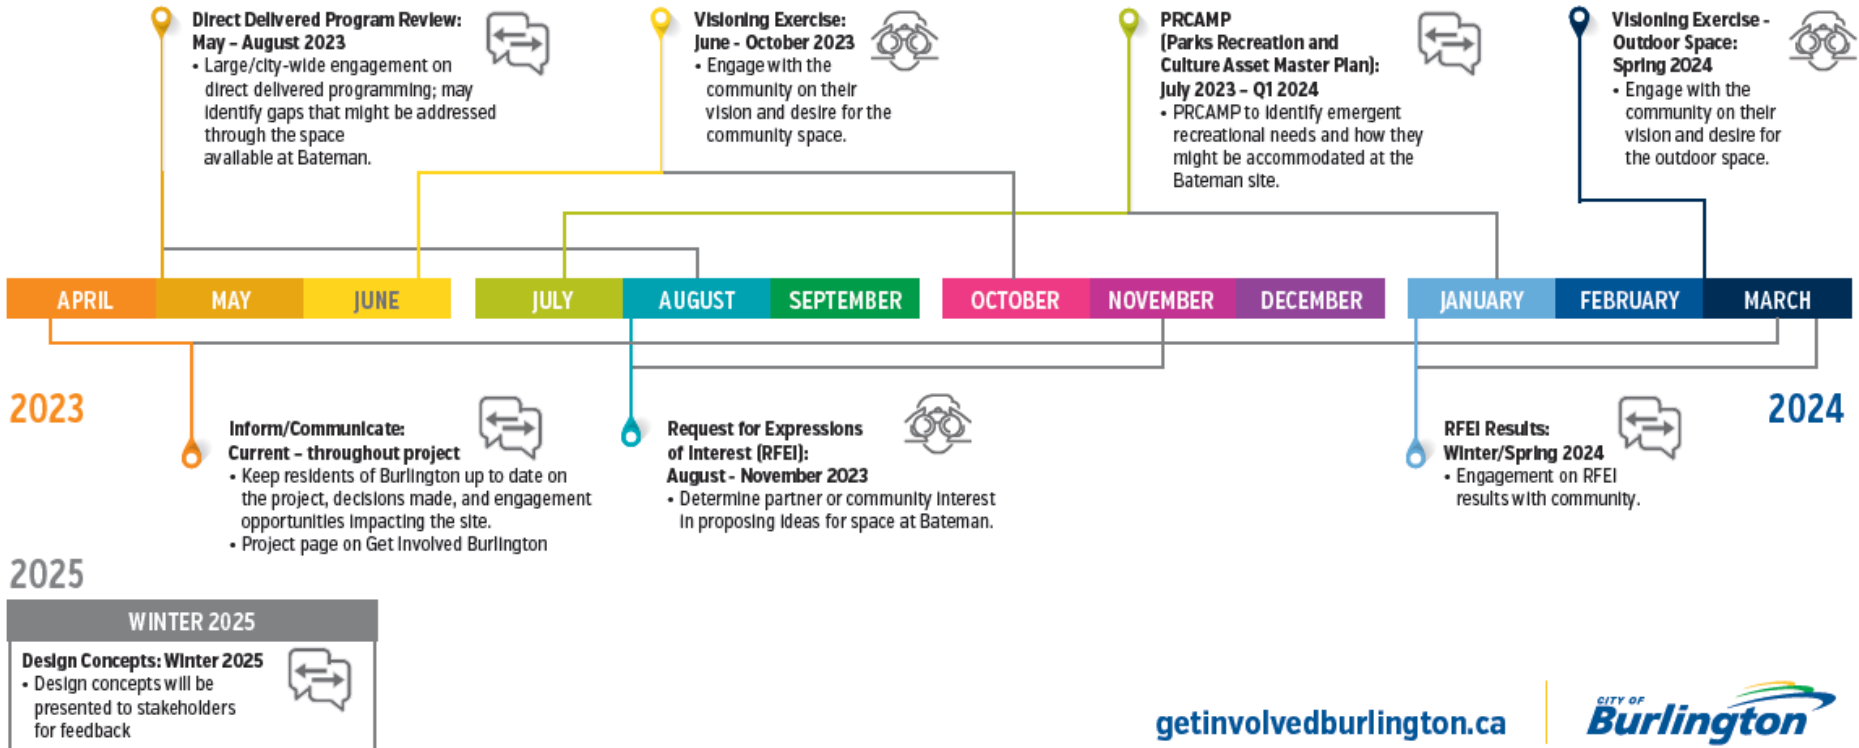 Direct Delivered Program Review:
May – August 2023
• Large/city-wide engagement on
direct delivered programming; may
identify gaps that might be addressed
through the space
available at Bateman.
Visioning Exercise:
June - October 2023
• Engage with the
community on their
vision and desire for the
community space.
PRCAMP
(Parks Recreation and
Culture Asset Master Plan):
July 2023 – Q1 2024
• PRCAMP to identify emergent
recreational needs and how they
might be accommodated at the
Bateman site.
Visioning Exercise -
Outdoor Space:
Spring 2024
• Engage with the
community on their
vision and desire for
the outdoor space.
APRIL MAY JUNE JULY AUGUST SEPTEMBER OCTOBER NOVEMBER DECEMBER JANUARY FEBRUARY MARCH
2023
2024
Inform/Communicate:
Current – throughout project
• Keep residents of Burlington up to date on
the project, decisions made, and engagement
opportunities impacting the site.
• Project page on Get Involved Burlington
Request for Expressions
of Interest (RFEI):
August - November 2023
• Determine partner or community interest
in proposing ideas for space at Bateman.
RFEI Results:
Winter/Spring 2024
• Engagement on RFEI
results with community.
2025
WINTER 2025
Design Concepts: Winter 2025
• Design concepts will be
presented to stakeholders
for feedback
getinvolvedburlington.ca
CITY OF
Burlington